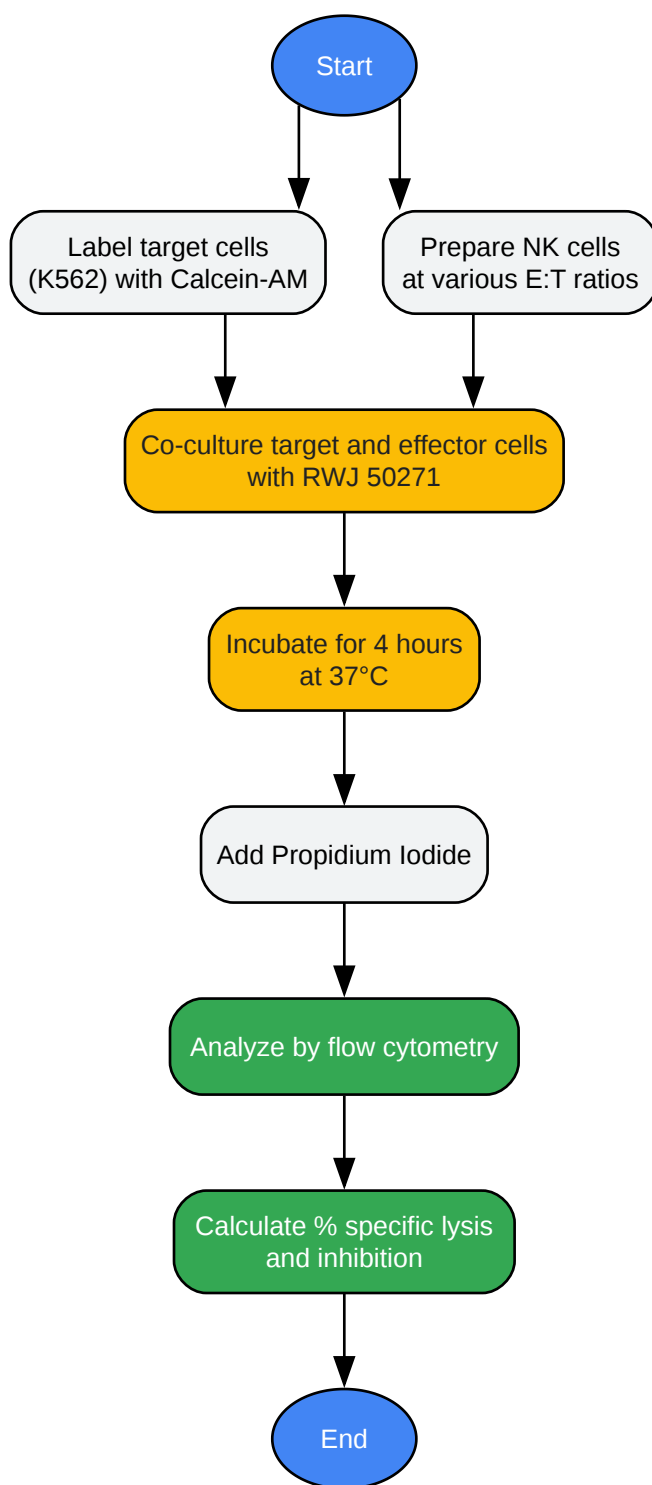 Start
Label target cells
(K562) with Calcein-AM
Prepare NK cells
at various E:T ratios
Co-culture target and effector cells
with RWJ 50271
Incubate for 4 hours
at 37°C
Add Propidium Iodide
Analyze by flow cytometry
Calculate % specific lysis
and inhibition
End